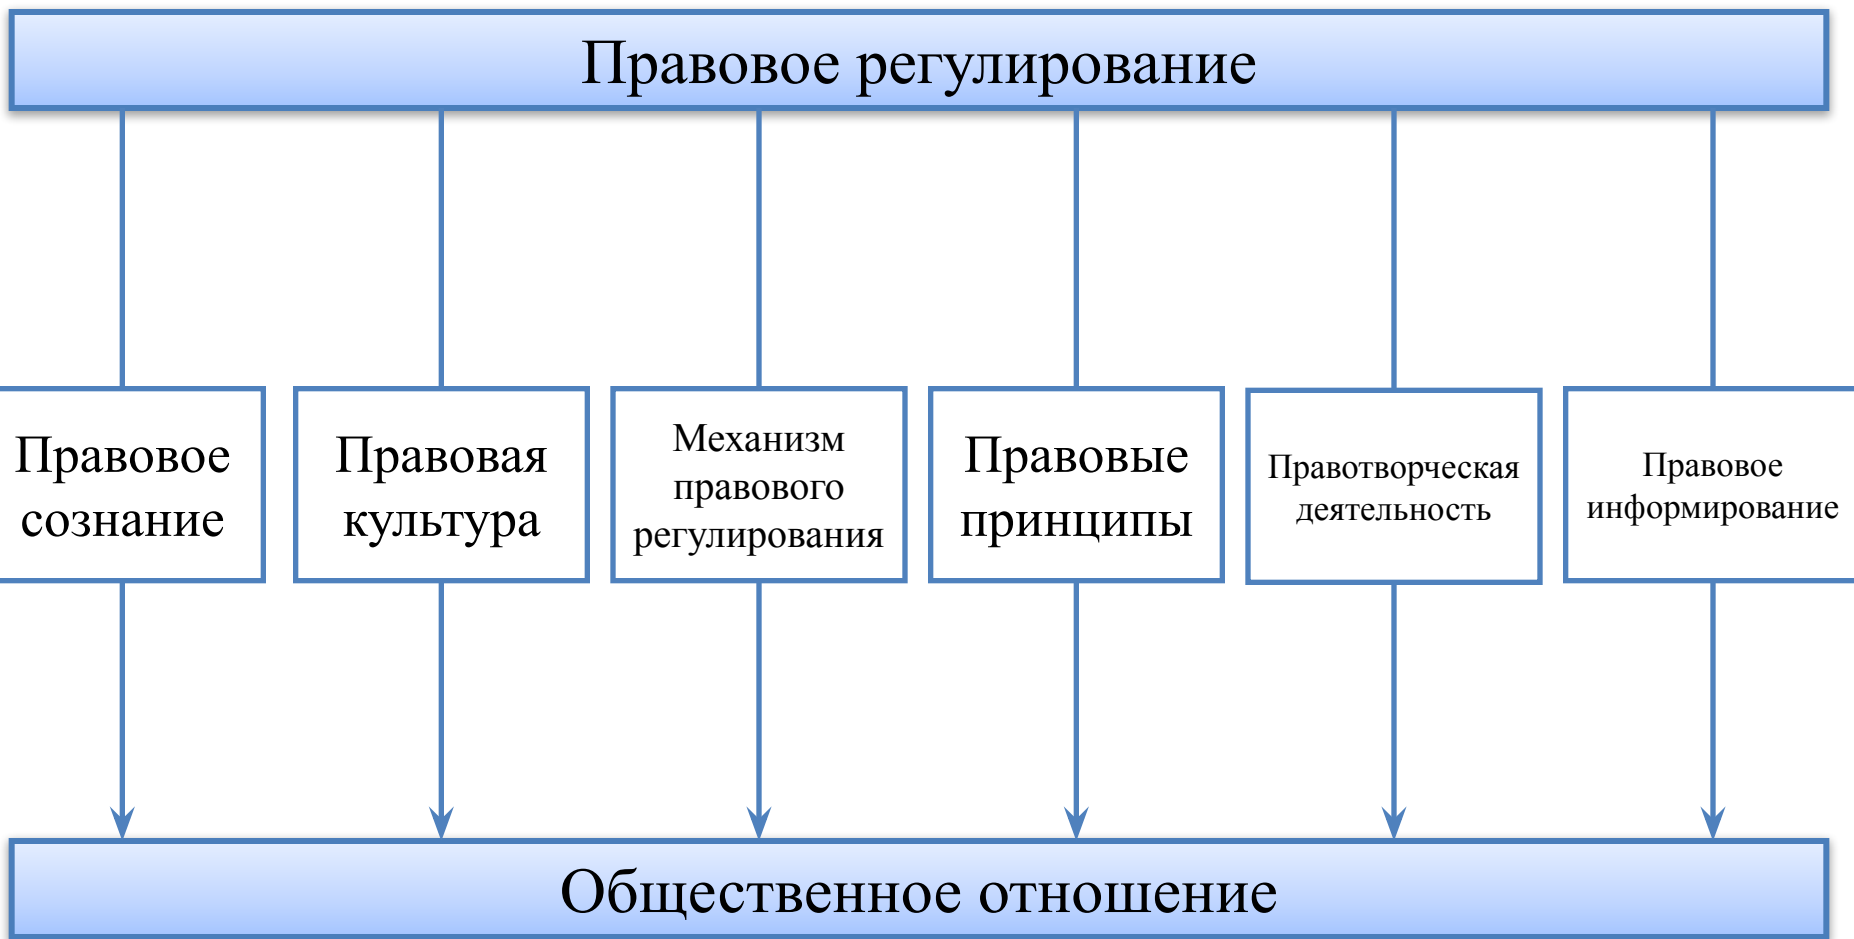 Правовое регулирование
Правовое
сознание
Правовая
культура
Механизм
правового
регулирования
Правовые
принципы
Правотворческая
деятельность
Правовое
информирование
Общественное отношение